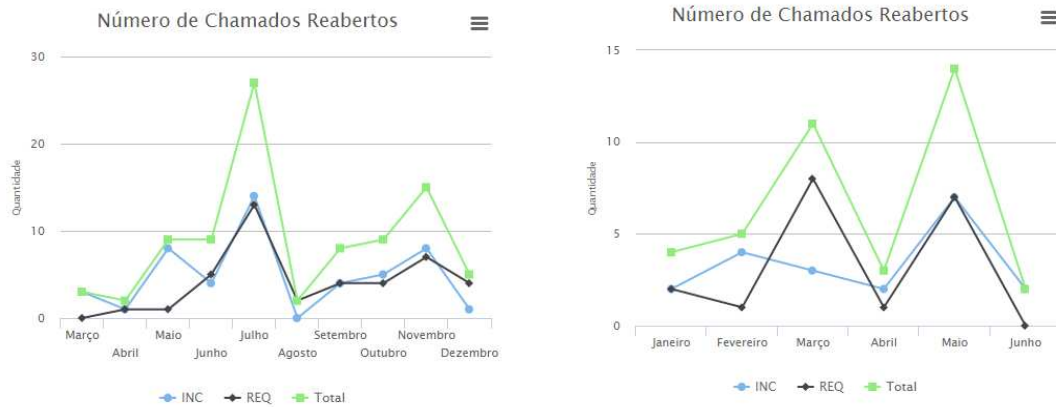 Número de Chamados Reabertos
30
20
10
0
Quantidade
Março
Abril
Maio
Junho
Julho
Agosto
Setembro
Outubro
Novembro
Dezembro
INC REQ Total
Número de Chamados Reabertos
15
10
5
0
Quantidade
Janeiro Fevereiro Março Abril Maio Junho
INC REQ Total